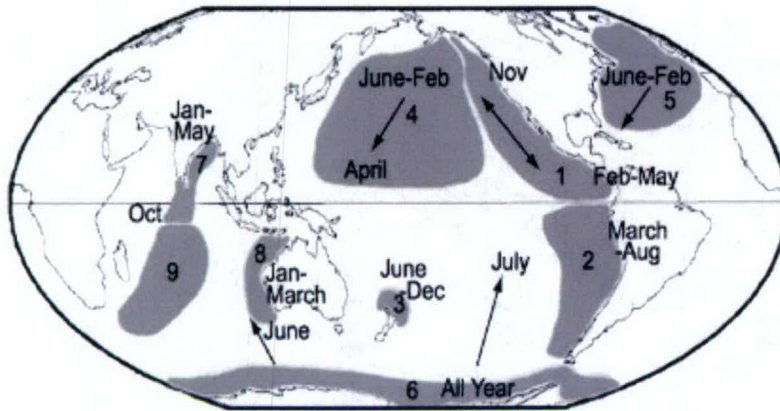 June-Feb
4
April
Nov
June-Feb
5
Jan-
May
7
1
Feb-May
Oct
March
-Aug
2
9
8
Jan-
March
June
June
-Dec
3
July
6
All Year